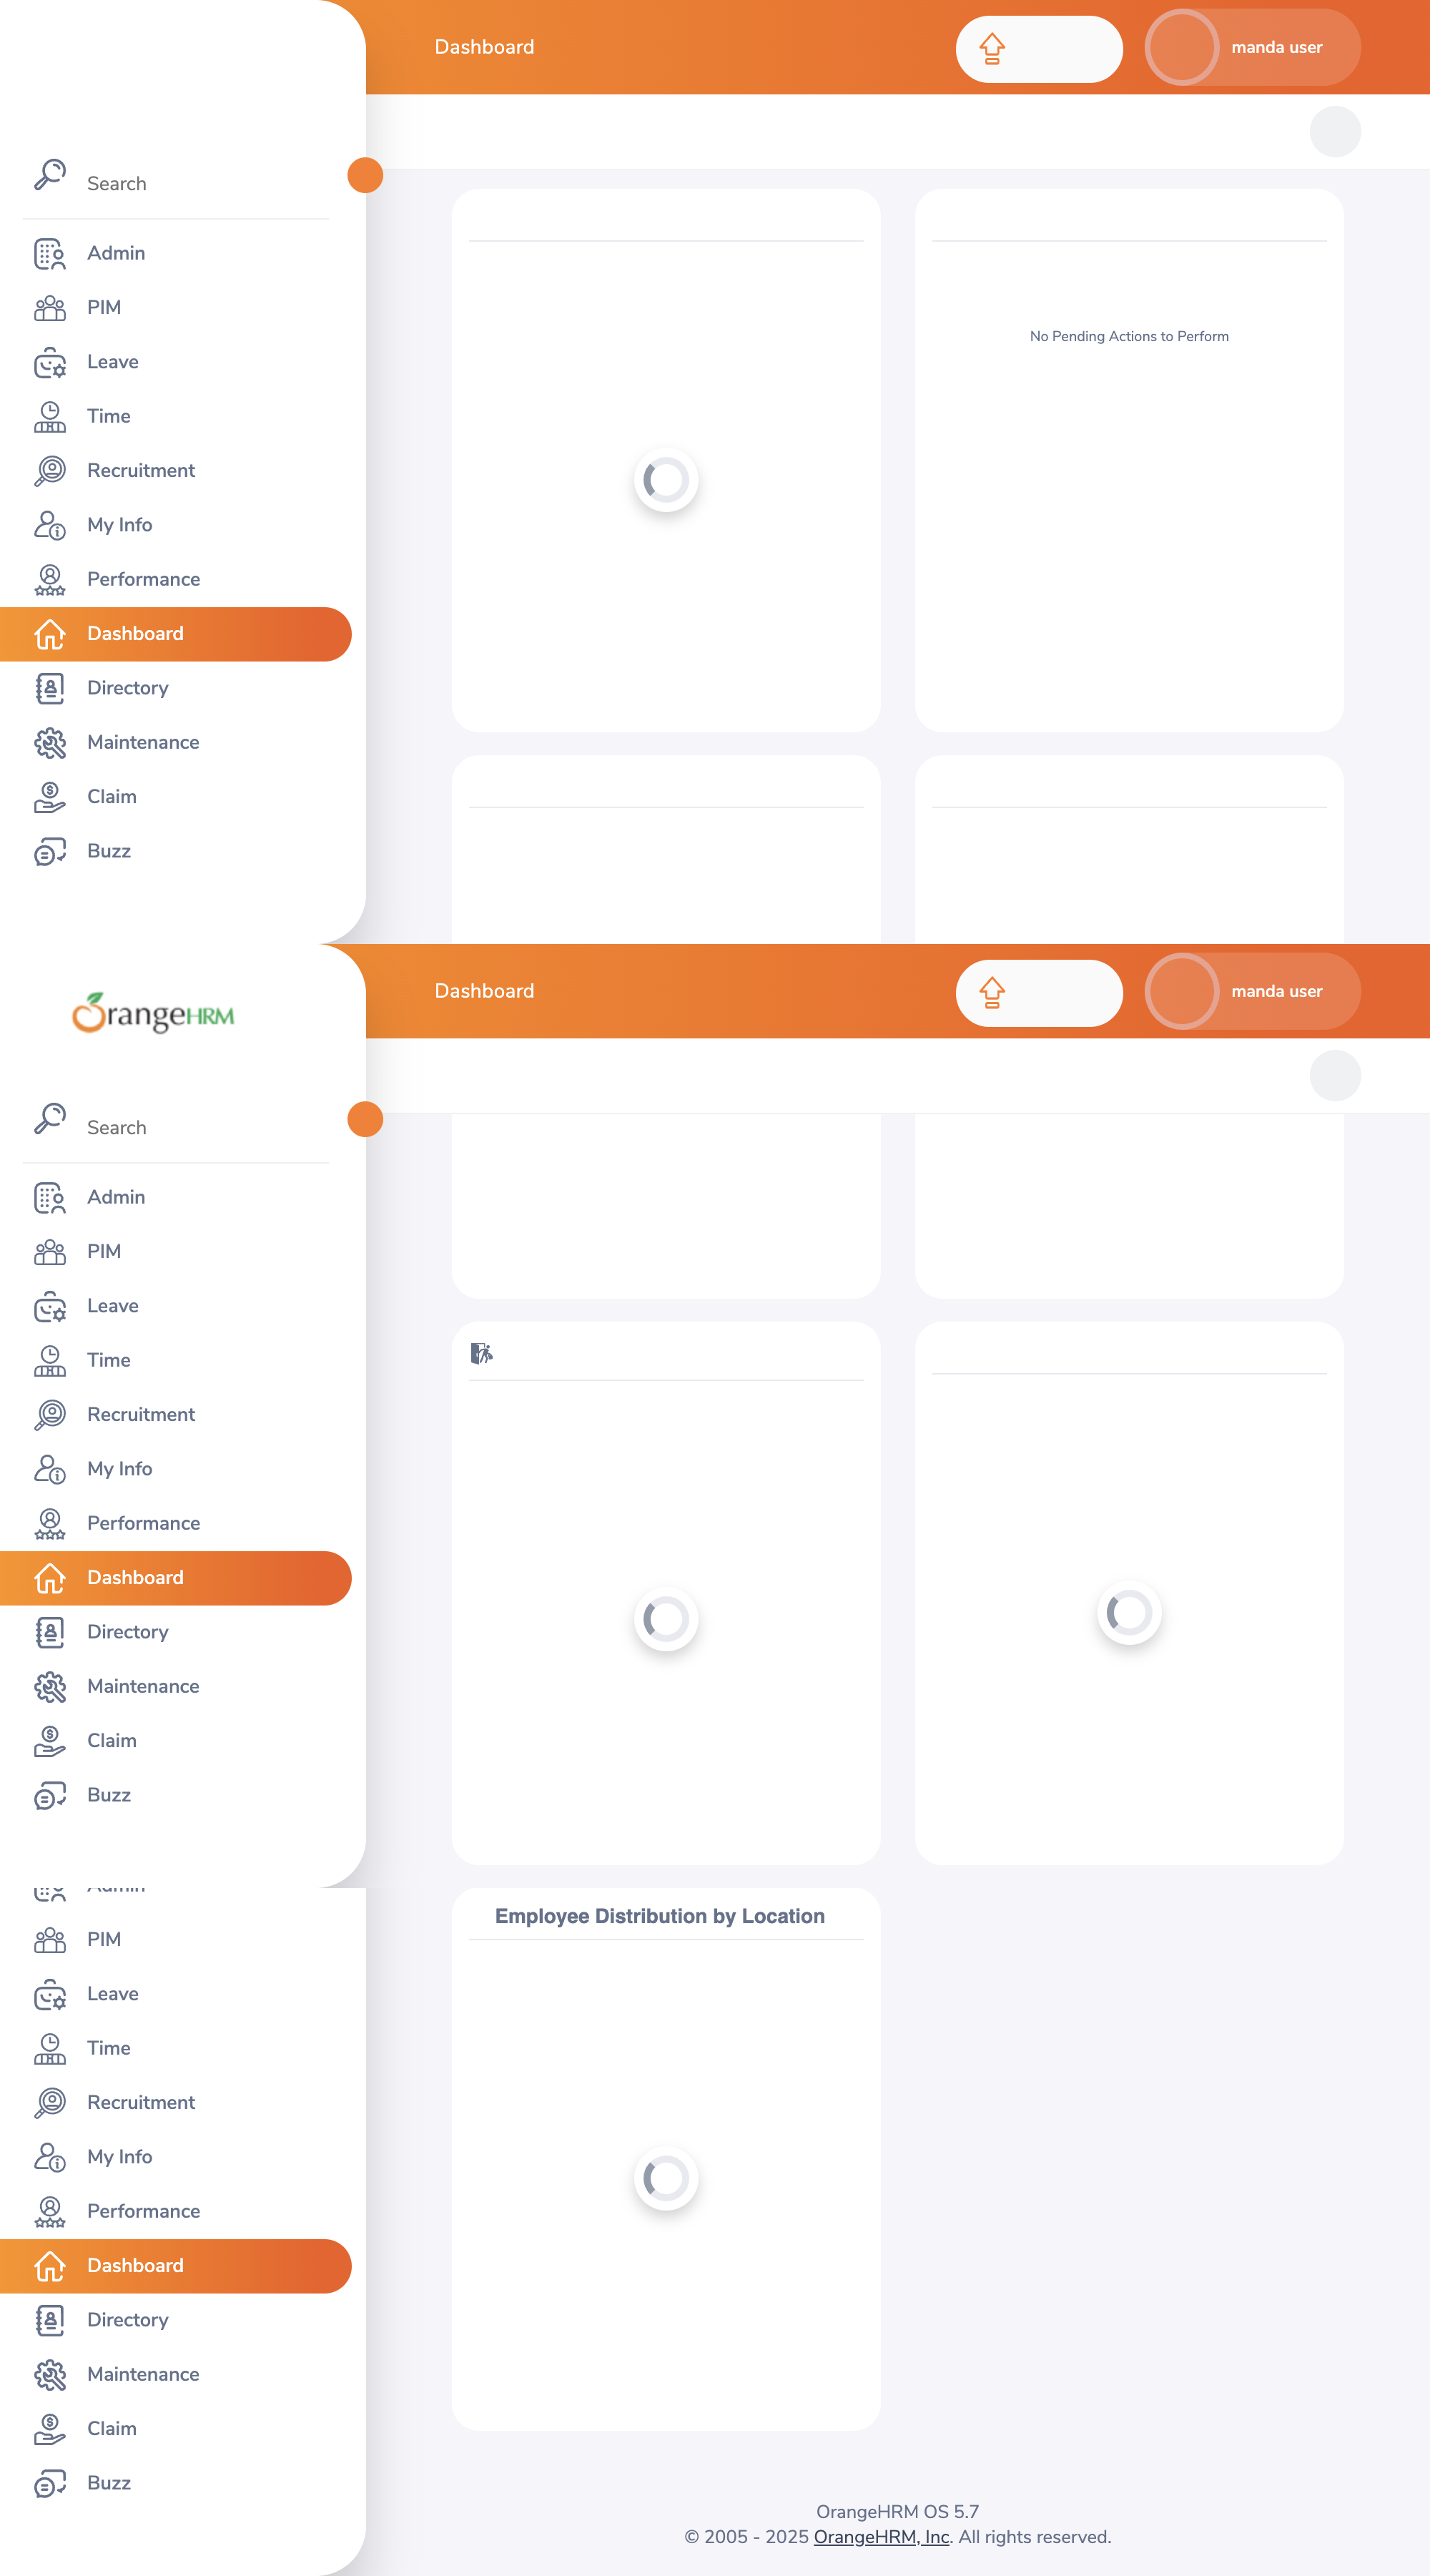 Dashboard
manda user
Search
Admin
PIM
Leave
Time
Recruitment
My Info
Performance
Dashboard
Directory
Maintenance
Claim
Buzz
No Pending Actions to Perform
OrangeHRM
Dashboard
manda user
Search
Admin
PIM
Leave
Time
Recruitment
My Info
Performance
Dashboard
Directory
Maintenance
Claim
Buzz
Admin
PIM
Leave
Time
Recruitment
My Info
Performance
Dashboard
Directory
Maintenance
Claim
Buzz
Employee Distribution by Location
OrangeHRM OS 5.7
© 2005 - 2025 OrangeHRM, Inc. All rights reserved.